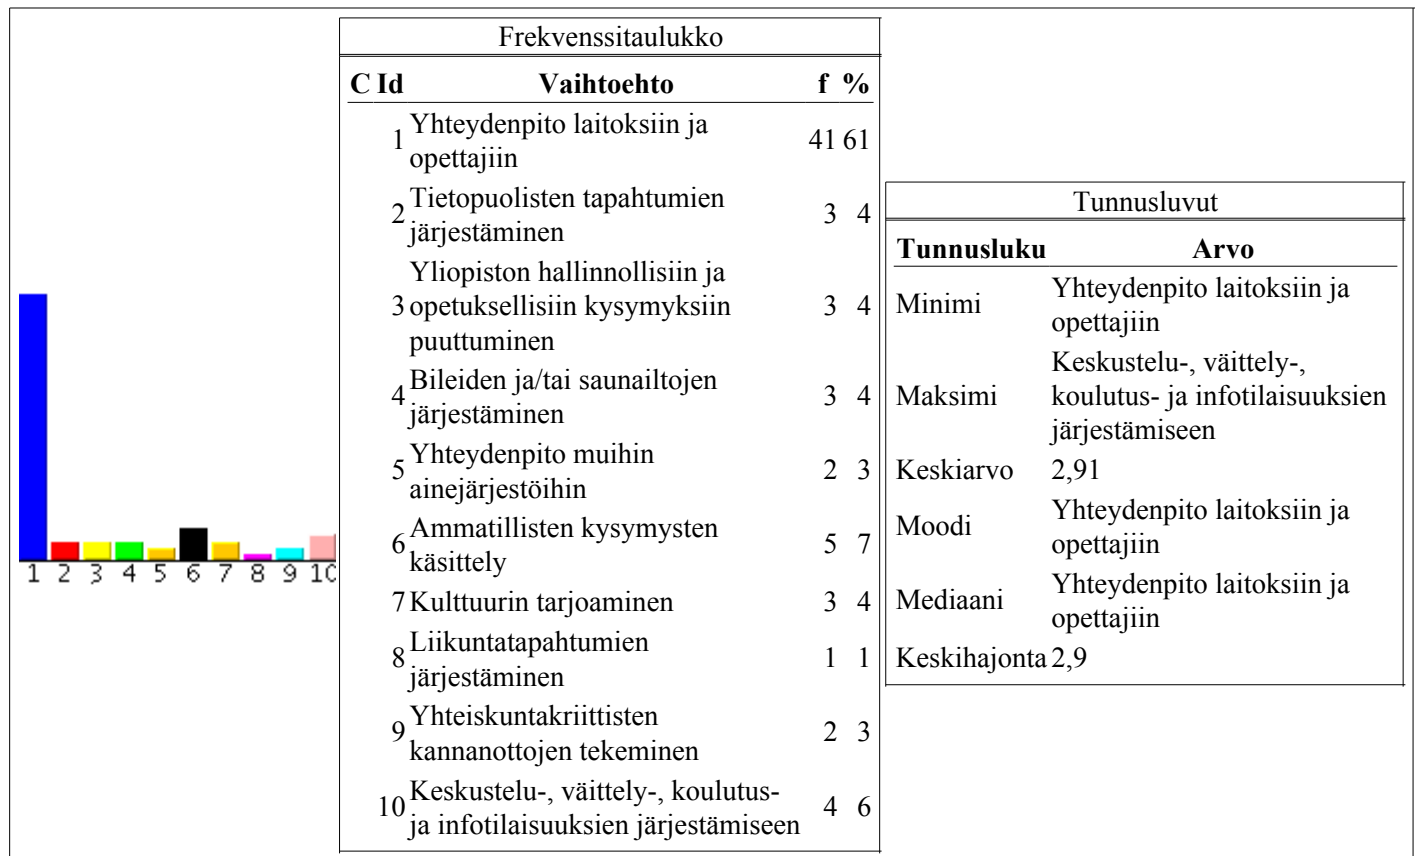 1 2 3 4 5 6 7 8 9 10
Frekvenssitaulukko
C Id Vaihtoehto f %
1 Yhteydenpito laitoksiin ja
opettajiin 41 61
2 Tietopuolisten tapahtumien
järjestäminen 3 4
Yliopiston hallinnollisiin ja
3 opetuksellisiin kysymyksiin 3 4
puuttuminen
4 Bileiden ja/tai saunailtojen
järjestäminen 3 4
5 Yhteydenpito muihin
ainejärjestöihin 2 3
6 Ammatillisten kysymysten
käsittely 5 7
7 Kulttuurin tarjoaminen 3 4
8 Liikuntatapahtumien
järjestäminen 1 1
9 Yhteiskuntakriittisten
kannanottojen tekeminen 2 3
10 Keskustelu-, väittely-, koulutus-
ja infotilaisuuksien järjestämiseen 4 6
Tunnusluvut
Tunnusluku Arvo
Minimi Yhteydenpito laitoksiin ja
opettajiin
Keskustelu-, väittely-,
Maksimi koulutus- ja infotilaisuuksien
järjestämiseen
Keskiarvo 2,91
Moodi Yhteydenpito laitoksiin ja
opettajiin
Mediaani Yhteydenpito laitoksiin ja
opettajiin
Keskihajonta 2,9